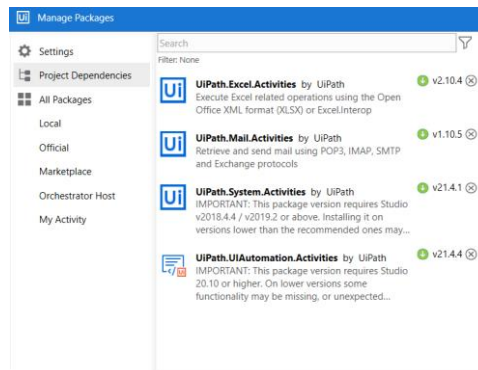 Ui Manage Packages
Settings
Project Dependencies
All Packages
Local
Official
Marketplace
Orchestrator Host
My Activity
Search
Filter: None
Ui
UiPath.Excel.Activities by UiPath
v2.10.4
Execute Excel related operations using the Open
Office XML format (XLSX) or Excel.Interop
Ui
UiPath.Mail.Activities by UiPath
v1.10.5
Retrieve and send mail using POP3, IMAP, SMTP
and Exchange protocols
Ui
UiPath.System.Activities by UiPath
v21.4.1
IMPORTANT: This package version requires Studio
v2018.4.4 / v2019.2 or above. Installing it on
versions lower than the recommended ones may...
UiPath.UIAutomation.Activities by UiPath
v21.4.4
IMPORTANT: This package version requires Studio
20.10 or higher. On lower versions some
functionality may be missing, or unexpected...